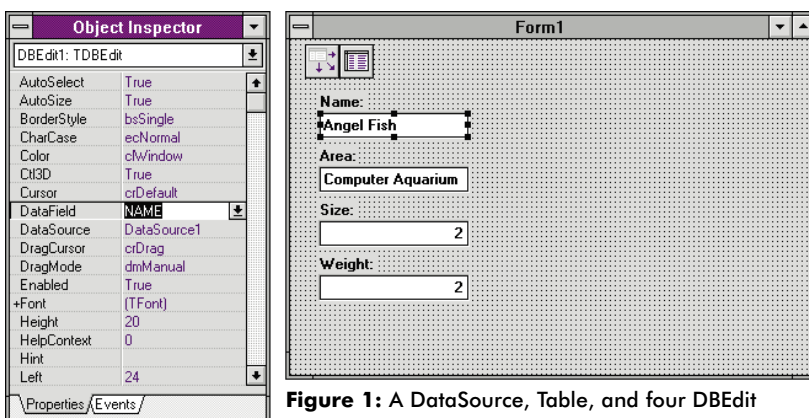 Object Inspector
DBEdit1: TDBEdit
AutoSelect True
AutoSize True
BorderStyle bsSingle
CharCase ecNormal
Color clWindow
Ctl3D True
Cursor crDefault
DataField NAME
DataSource DataSource1
DragCursor crDrag
DragMode dmManual
Enabled True
+Font (TFont)
Height 20
HelpContext 0
Hint
Left 24
Properties Events
Form1
Name:
Angel Fish
Area:
Computer Aquarium
Size:
2
Weight:
2
Figure 1: A DataSource, Table, and four DBEdit